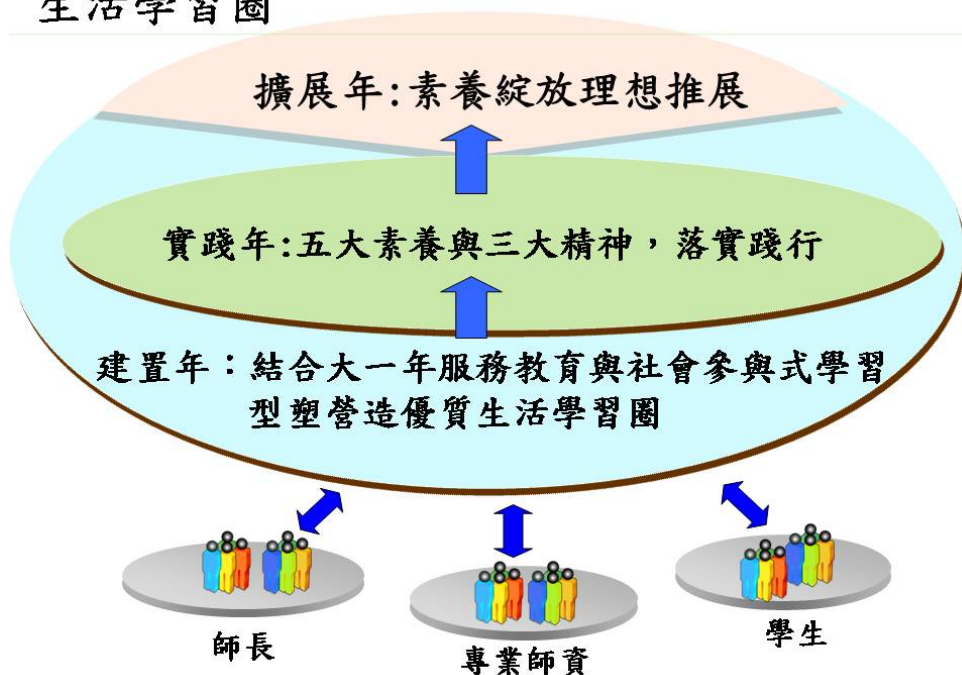 生活學習圈
擴展年:素養綻放理想推展
實踐年:五大素養與三大精神，落實踐行
建置年：結合大一年服務教育與社會參與式學習
型塑營造優質生活學習圈
師長
專業師資
學生